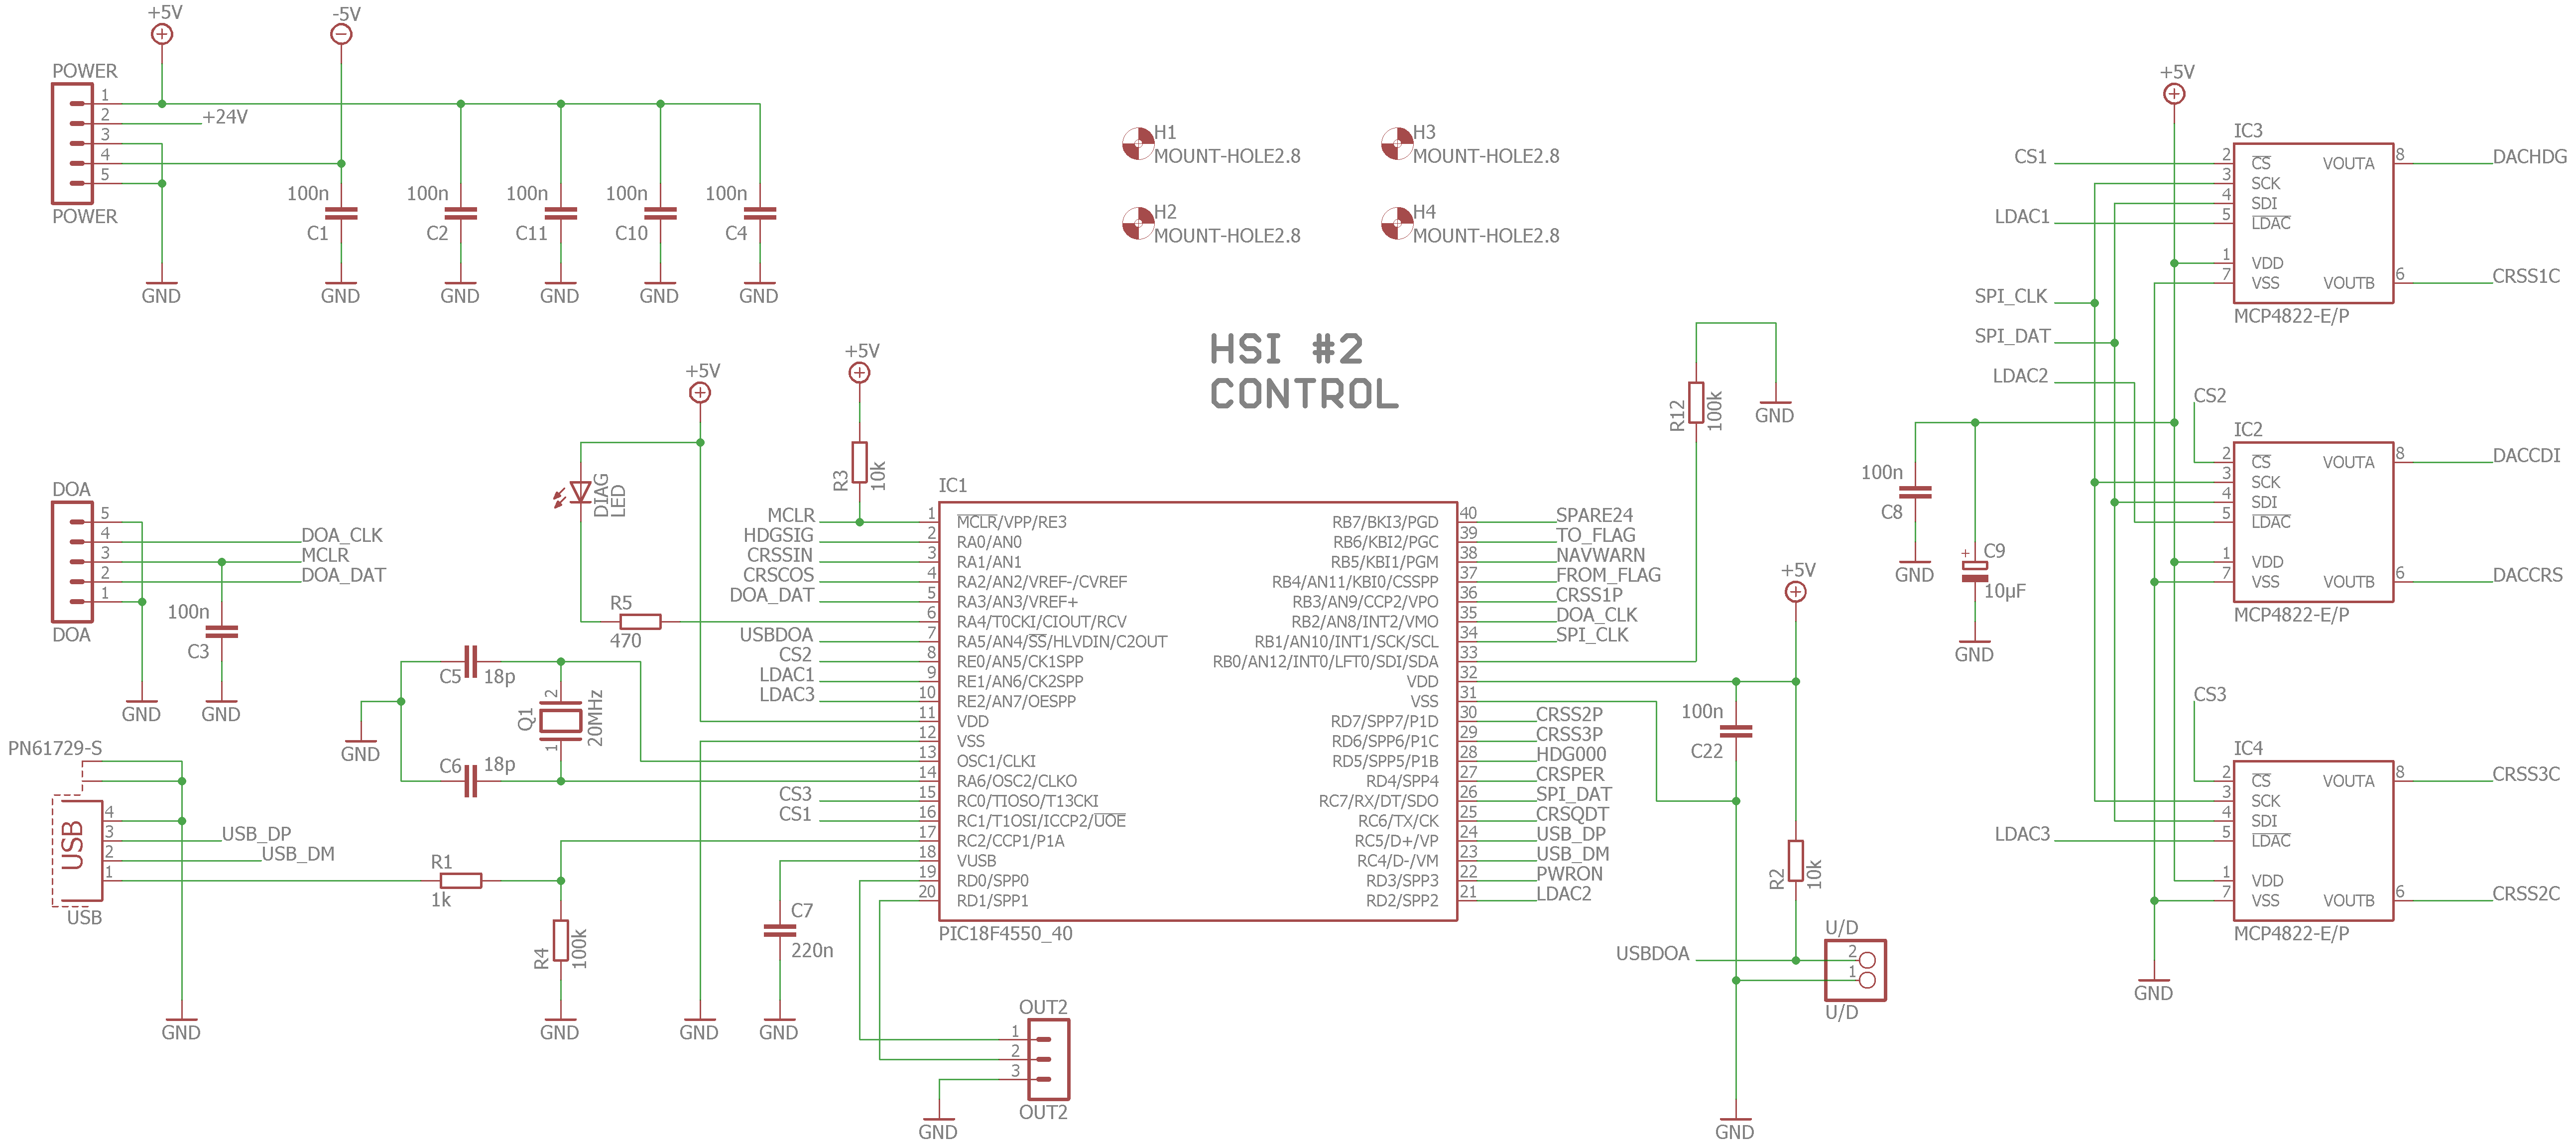 +5V
-5V
POWER
1
2
3
4
5
+24V
POWER
100n
C1
100n
C2
100n
C11
100n
C10
100n
C4
GND
GND
GND
GND
GND
GND
H1
MOUNT-HOLE2.8
H3
MOUNT-HOLE2.8
H2
MOUNT-HOLE2.8
H4
MOUNT-HOLE2.8
HSI #2
CONTROL
DOA
5
4
3
2
1
DOA_CLK
MCLR
DOA_DAT
DOA
100n
C3
GND
GND
PN61729-S
USB
4
3
2
1
USB_DP
USB_DM
USB
GND
R1
1k
R4
100k
GND
+5V
DIAG
LED
R5
470
C5
18p
C6
18p
GND
Q1
2
1
20MHz
GND
C7
220n
GND
+5V
R3
10k
IC1
MCLR
1
MCLR/VPP/RE3
HDGSIG
2
RA0/AN0
CRSSIN
3
RA1/AN1
CRSCOS
4
RA2/AN2/VREF-/CVREF
DOA_DAT
5
RA3/AN3/VREF+
6
RA4/T0CKI/CIOUT/RCV
USBDOA
7
RA5/AN4/SS/HLVDIN/C2OUT
CS2
8
RE0/AN5/CK1SPP
LDAC1
9
RE1/AN6/CK2SPP
LDAC3
10
RE2/AN7/OESPP
11
VDD
12
VSS
13
OSC1/CLKI
14
RA6/OSC2/CLKO
CS3
15
RC0/TIOSO/T13CKI
CS1
16
RC1/T1OSI/ICCP2/UOE
17
RC2/CCP1/P1A
18
VUSB
19
RD0/SPP0
20
RD1/SPP1
PIC18F4550_40
RB7/BKI3/PGD
40
SPARE24
RB6/KBI2/PGC
39
TO_FLAG
RB5/KBI1/PGM
38
NAVWARN
RB4/AN11/KBI0/CSSPP
37
FROM_FLAG
RB3/AN9/CCP2/VPO
36
CRSS1P
RB2/AN8/INT2/VMO
35
DOA_CLK
RB1/AN10/INT1/SCK/SCL
34
SPI_CLK
RB0/AN12/INT0/LFT0/SDI/SDA
33
VDD
32
VSS
31
RD7/SPP7/P1D
30
CRSS2P
RD6/SPP6/P1C
29
CRSS3P
RD5/SPP5/P1B
28
HDG000
RD4/SPP4
27
CRSPER
RC7/RX/DT/SDO
26
SPI_DAT
RC6/TX/CK
25
CRSQDT
RC5/D+/VP
24
USB_DP
RC4/D-/VM
23
USB_DM
RD3/SPP3
22
PWRON
RD2/SPP2
21
LDAC2
OUT2
1
2
3
OUT2
GND
R12
100k
GND
+5V
100n
C22
R2
10k
USBDOA
U/D
2
1
U/D
GND
+5V
100n
C8
GND
+
C9
10µF
GND
CS1
LDAC1
SPI_CLK
SPI_DAT
LDAC2
IC3
2
CS
VOUTA
8
DACHDG
3
SCK
4
SDI
5
LDAC
1
VDD
7
VSS
VOUTB
6
CRSS1C
MCP4822-E/P
CS2
IC2
2
CS
VOUTA
8
DACCDI
3
SCK
4
SDI
5
LDAC
1
VDD
7
VSS
VOUTB
6
DACCRS
MCP4822-E/P
CS3
LDAC3
IC4
2
CS
VOUTA
8
CRSS3C
3
SCK
4
SDI
5
LDAC
1
VDD
7
VSS
VOUTB
6
CRSS2C
MCP4822-E/P
GND